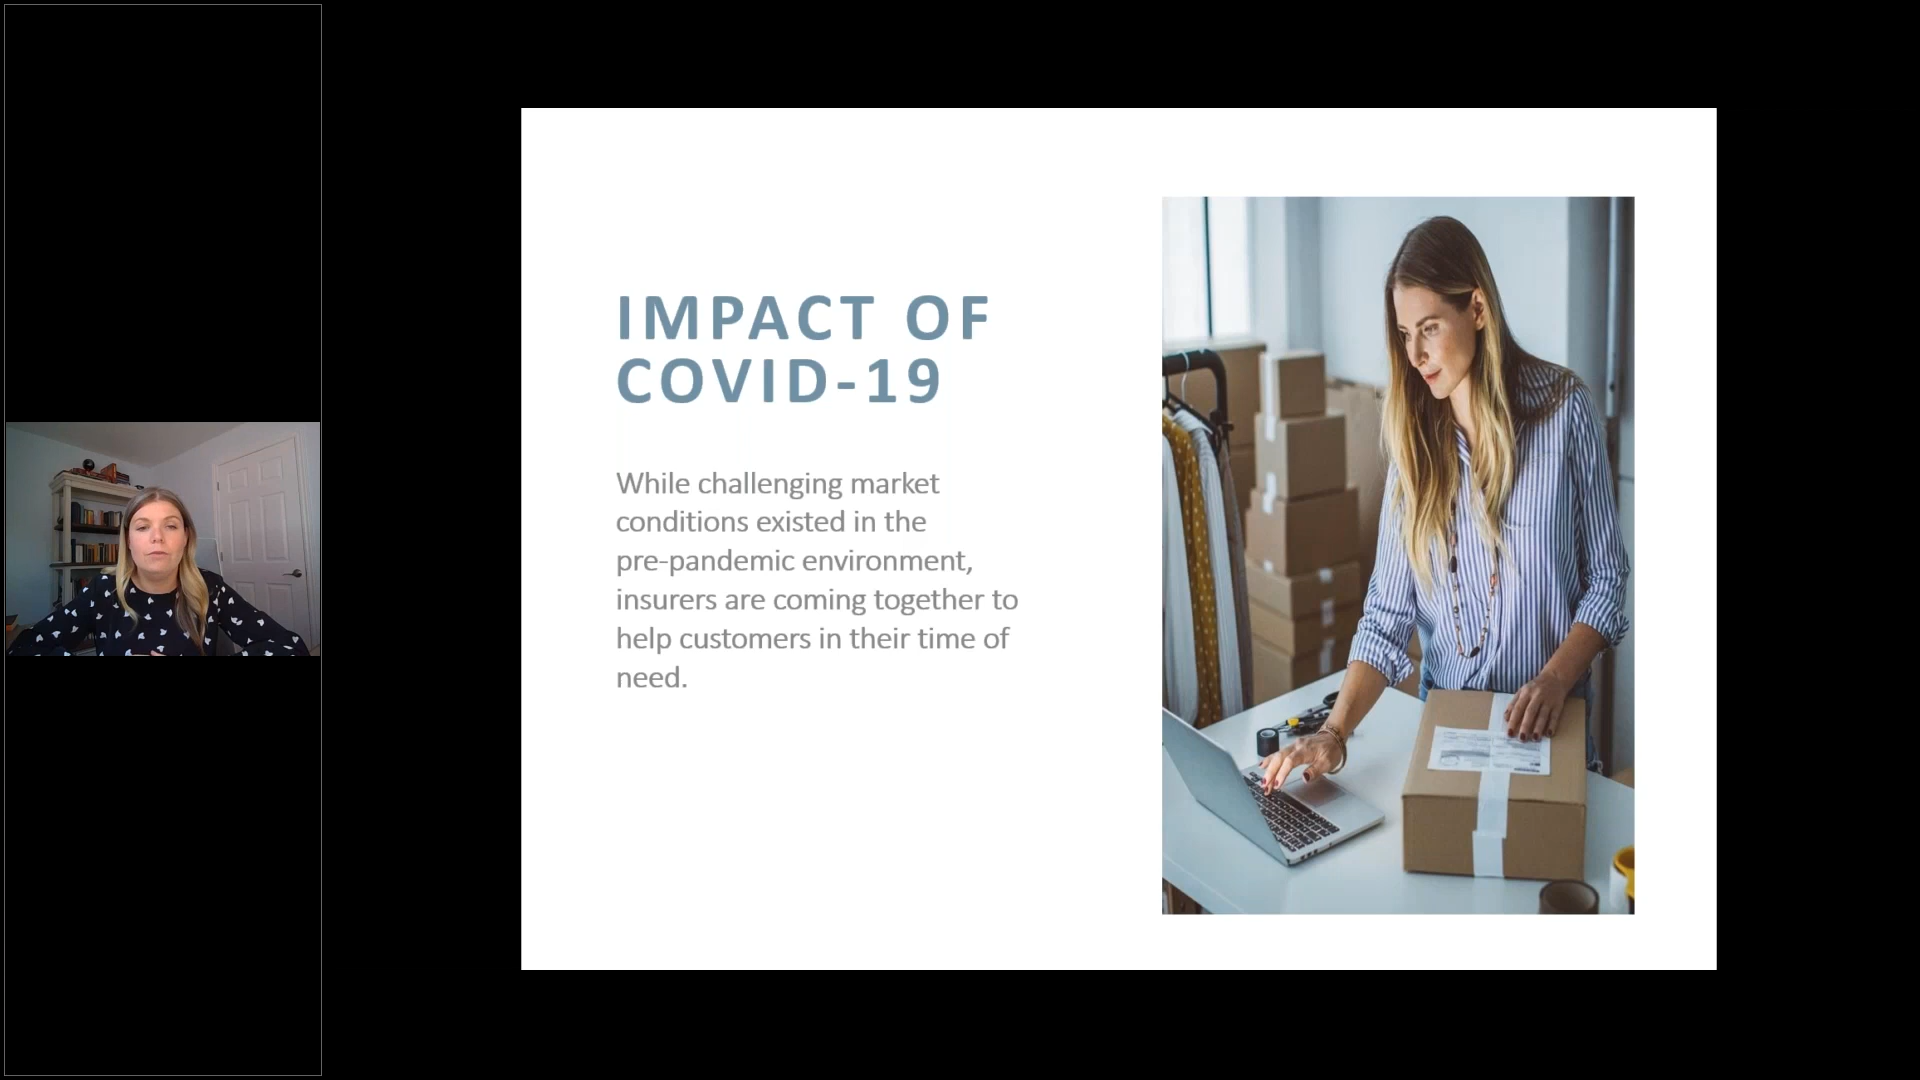 IMPACT OF
COVID-19
While challenging market
conditions existed in the
pre-pandemic environment,
insurers are coming together to
help customers in their time of
need.